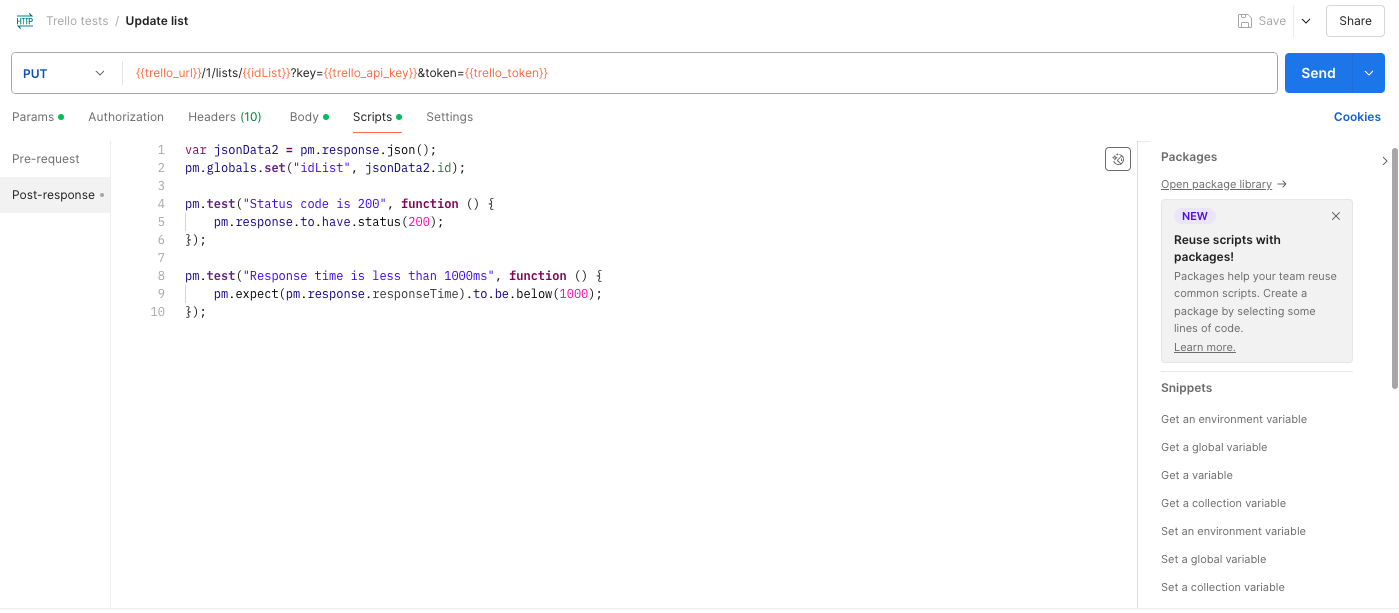 HTTP Trello tests / Update list Save Share
PUT {{trello_url}}/1/lists/{{idList}}?key={{trello_api_key}}&token={{trello_token}} Send
Params Authorization Headers (10) Body Scripts Settings Cookies
Pre-request
Post-response
1 var jsonData2 = pm.response.json();
2 pm.globals.set("idList", jsonData2.id);
3
4 pm.test("Status code is 200", function () {
5 pm.response.to.have.status(200);
6 });
7
8 pm.test("Response time is less than 1000ms", function () {
9 pm.expect(pm.response.responseTime).to.be.below(1000);
10 });
Packages
Open package library →
NEW
Reuse scripts with
packages!
Packages help your team reuse
common scripts. Create a
package by selecting some
lines of code.
Learn more.
Snippets
Get an environment variable
Get a global variable
Get a variable
Get a collection variable
Set an environment variable
Set a global variable
Set a collection variable